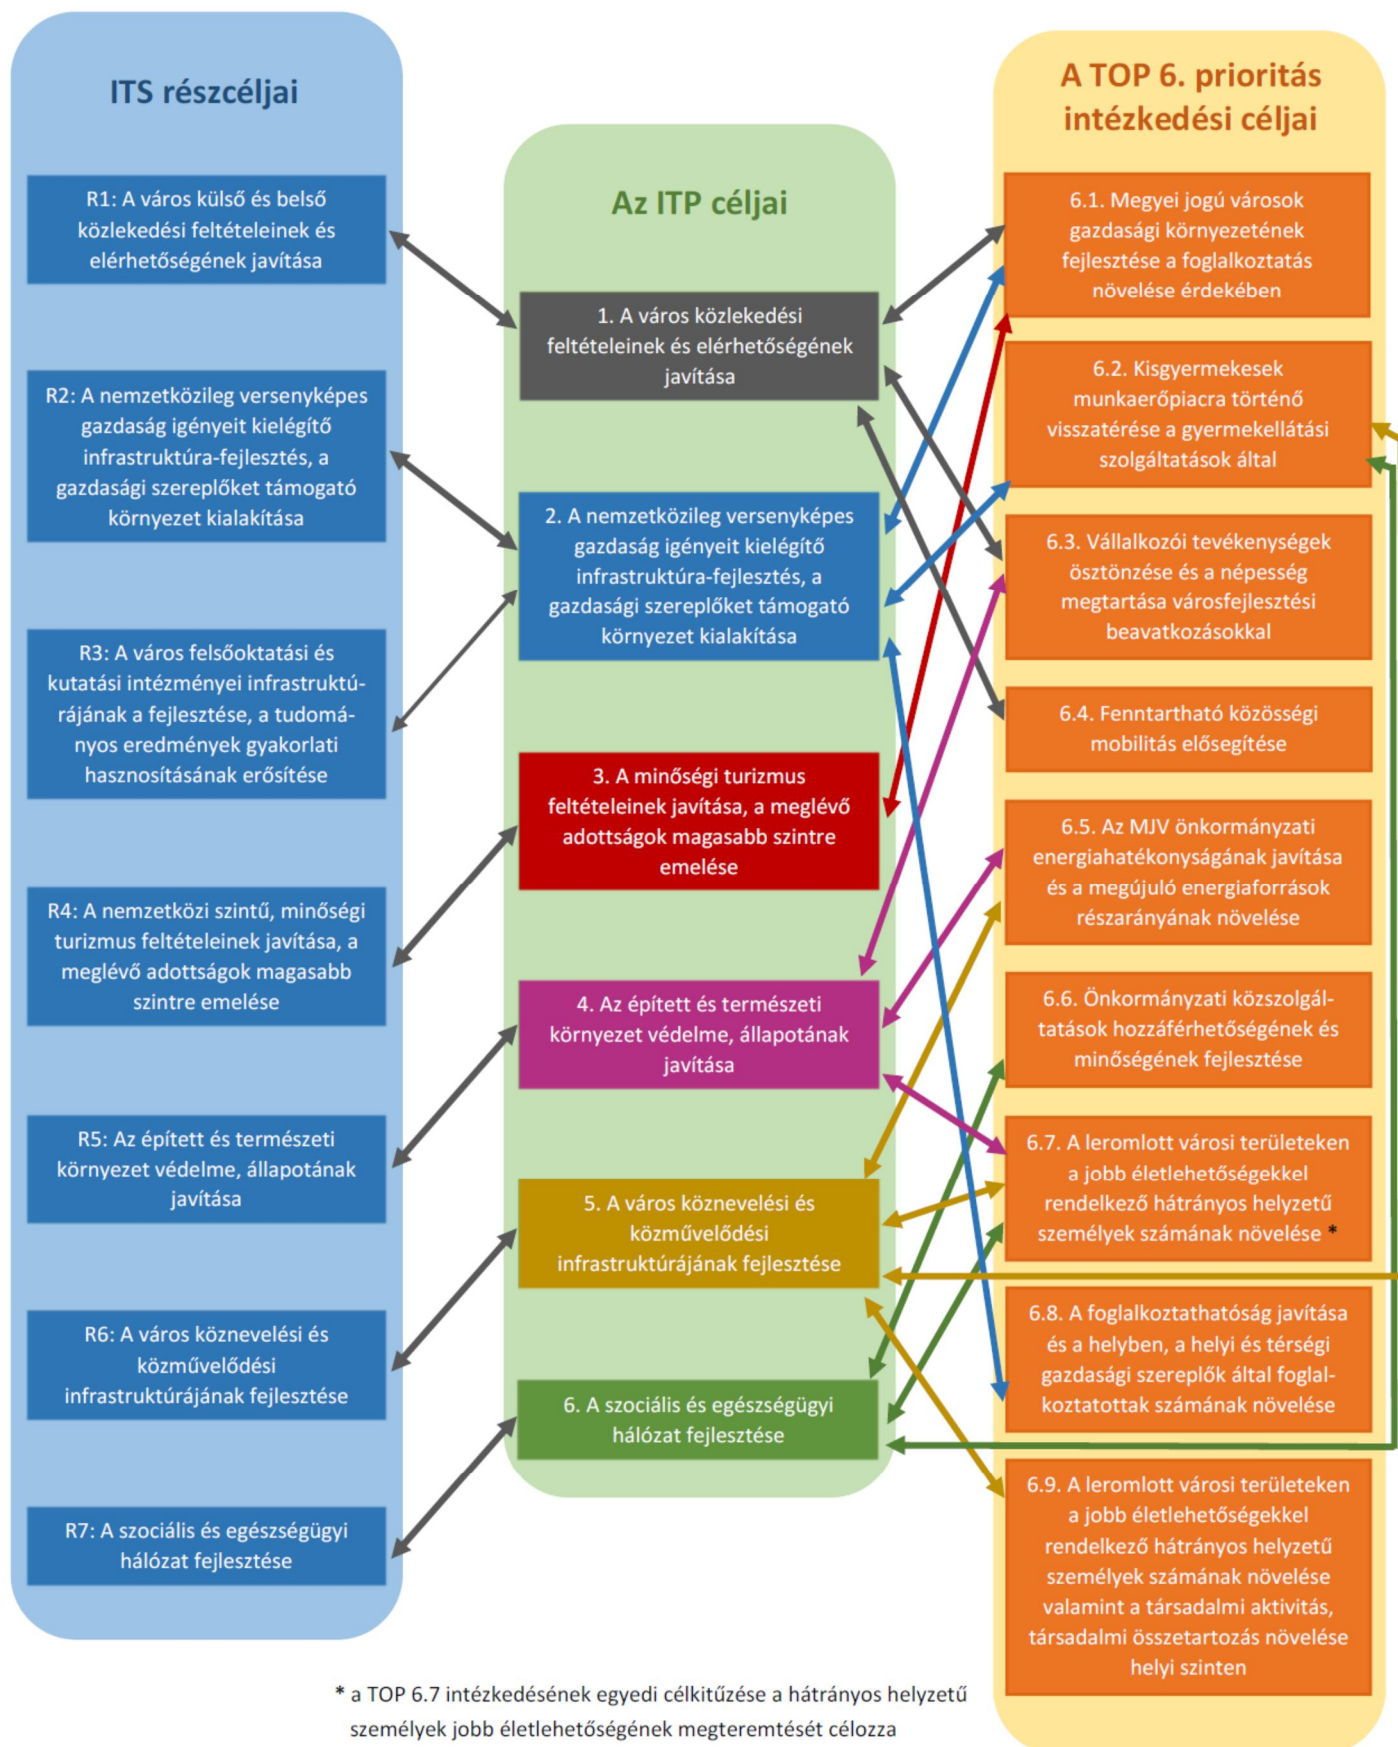 ITS részcéljai
R1: A város külső és belső
közlekedési feltételeinek és
elérhetőségének javítása
R2: A nemzetközileg versenyképes
gazdaság igényeit kielégítő
infrastruktúra-fejlesztés, a
gazdasági szereplőket támogató
környezet kialakítása
R3: A város felsőoktatási és
kutatási intézményei infrastruktú-
rájának a fejlesztése, a tudomá-
nyos eredmények gyakorlati
hasznosításának erősítése
R4: A nemzetközi szintű, minőségi
turizmus feltételeinek javítása, a
meglévő adottságok magasabb
szintre emelése
R5: Az épített és természeti
környezet védelme, állapotának
javítása
R6: A város köznevelési és
közművelődési
infrastruktúrájának fejlesztése
R7: A szociális és egészségügyi
hálózat fejlesztése
Az ITP céljai
1. A város közlekedési
feltételeinek és elérhetőségének
javítása
2. A nemzetközileg versenyképes
gazdaság igényeit kielégítő
infrastruktúra-fejlesztés, a
gazdasági szereplőket támogató
környezet kialakítása
3. A minőségi turizmus
feltételeinek javítása, a meglévő
adottságok magasabb szintre
emelése
4. Az épített és természeti
környezet védelme, állapotának
javítása
5. A város köznevelési és
közművelődési
infrastruktúrájának fejlesztése
6. A szociális és egészségügyi
hálózat fejlesztése
A TOP 6. prioritás
intézkedési céljai
6.1. Megyei jogú városok
gazdasági környezetének
fejlesztése a foglalkoztatás
növelése érdekében
6.2. Kisgyermekesek
munkaerőpiacra történő
visszatérése a gyermekellátási
szolgáltatások által
6.3. Vállalkozói tevékenységek
ösztönzése és a népesség
megtartása városfejlesztési
beavatkozásokkal
6.4. Fenntartható közösségi
mobilitás elősegítése
6.5. Az MJV önkormányzati
energiahatékonyságának javítása
és a megújuló energiaforrások
részarányának növelése
6.6. Önkormányzati közszolgál-
tatások hozzáférhetőségének és
minőségének fejlesztése
6.7. A leromlott városi területeken
a jobb életlehetőségekkel
rendelkező hátrányos helyzetű
személyek számának növelése *
6.8. A foglalkoztathatóság javítása
és a helyben, a helyi és térségi
gazdasági szereplők által foglal-
koztatottak számának növelése
6.9. A leromlott városi területeken
a jobb életlehetőségekkel
rendelkező hátrányos helyzetű
személyek számának növelése
valamint a társadalmi aktivitás,
társadalmi összetartozás növelése
helyi szinten
* a TOP 6.7 intézkedésének egyedi célkitűzése a hátrányos helyzetű
személyek jobb életlehetőségének megteremtését célozza